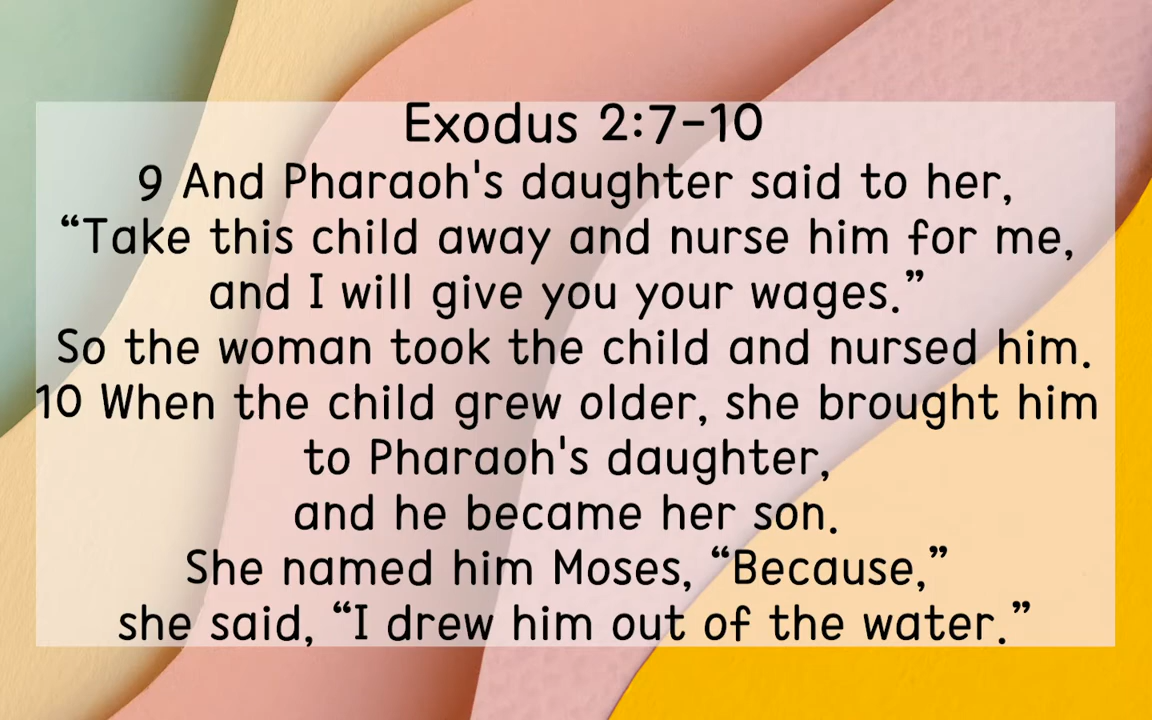 Exodus 2:7-10
9 And Pharaoh's daughter said to her,
“Take this child away and nurse him for me,
and I will give you your wages.”
So the woman took the child and nursed him.
10 When the child grew older, she brought him
to Pharaoh's daughter,
and he became her son.
She named him Moses, “Because,”
she said, “I drew him out of the water.”